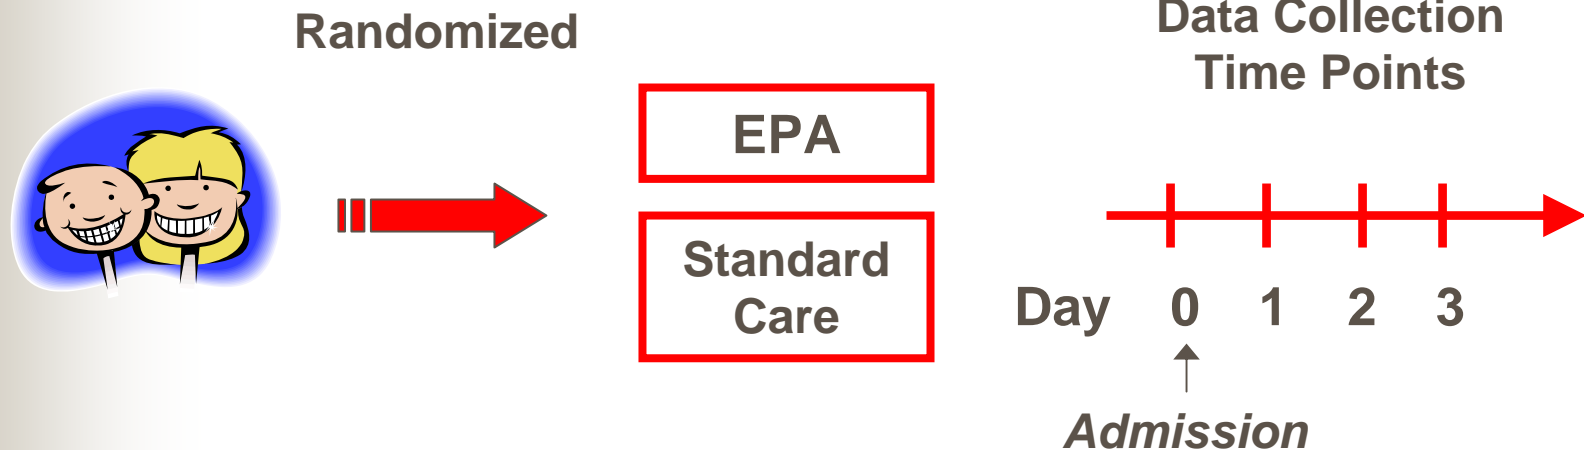 Randomized
EPA
Standard
Care
Data Collection
Time Points
Day 0 1 2 3
Admission